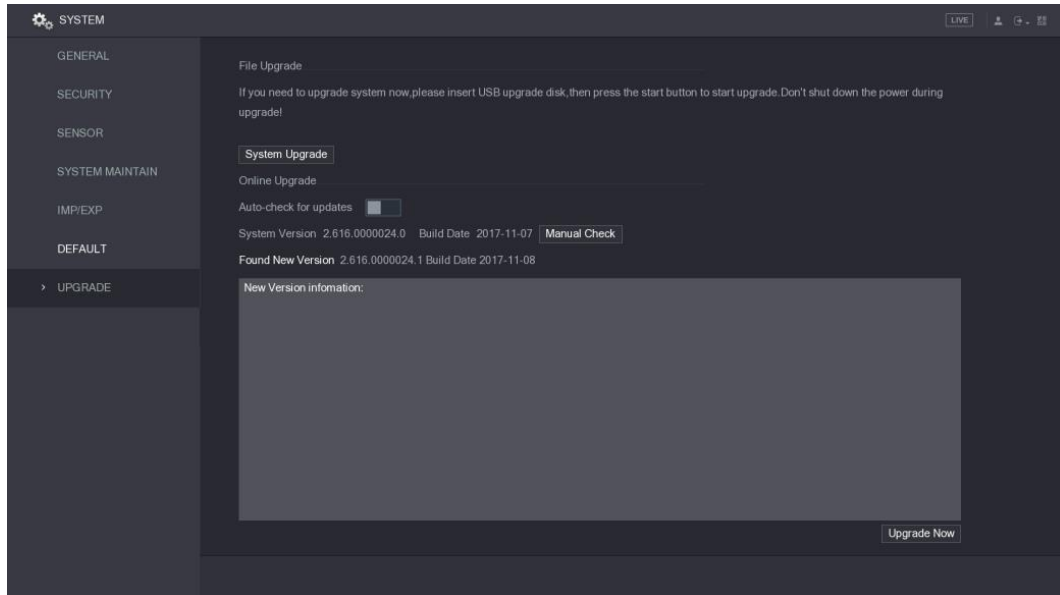 SYSTEM
LIVE
GENERAL
SECURITY
SENSOR
SYSTEM MAINTAIN
IMP/EXP
DEFAULT
> UPGRADE
File Upgrade
If you need to upgrade system now,please insert USB upgrade disk,then press the start button to start upgrade.Don't shut down the power during
upgrade!
System Upgrade
Online Upgrade
Auto-check for updates
System Version 2.616.0000024.0 Build Date 2017-11-07 Manual Check
Found New Version 2.616.0000024.1 Build Date 2017-11-08
New Version infomation:
Upgrade Now